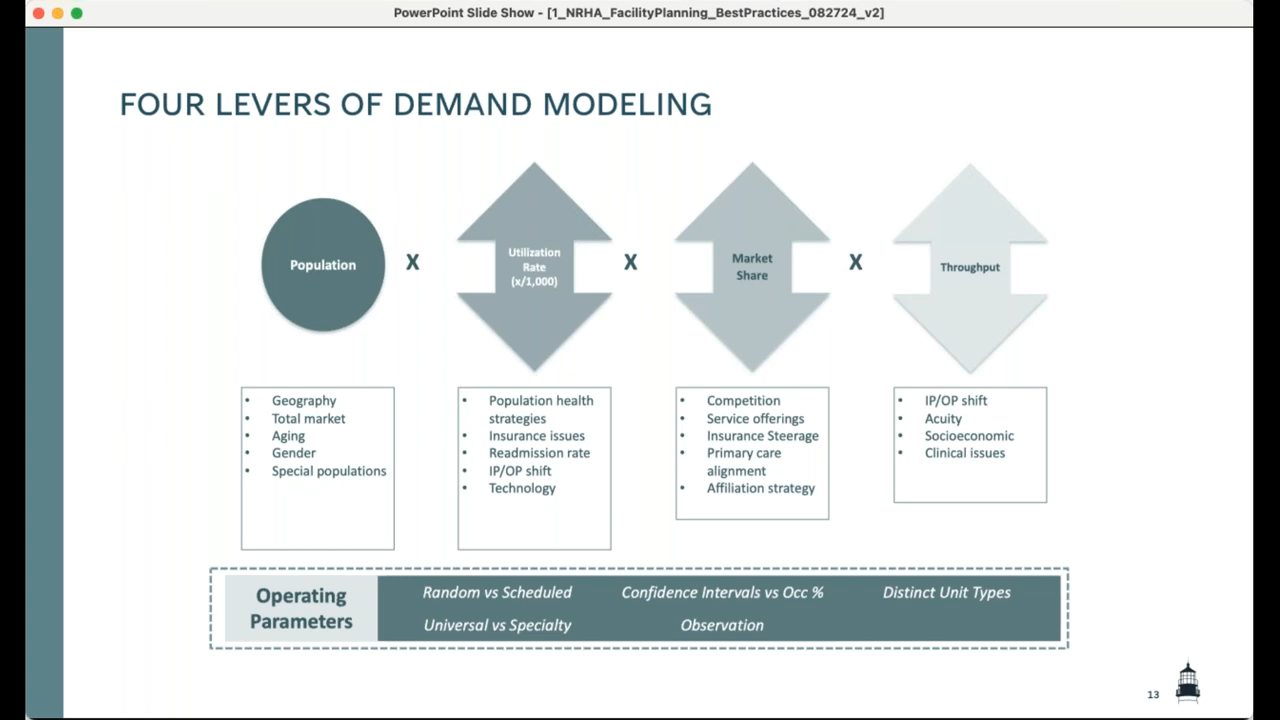 PowerPoint Slide Show - [1_NRHA_FacilityPlanning_BestPractices_082724_v2]
FOUR LEVERS OF DEMAND MODELING
Population
X
Utilization
Rate
(x/1,000)
X
Market
Share
X
Throughput
• Geography
• Total market
• Aging
• Gender
• Special populations
• Population health
strategies
• Insurance issues
• Readmission rate
• IP/OP shift
• Technology
• Competition
• Service offerings
• Insurance Steerage
• Primary care
alignment
• Affiliation strategy
• IP/OP shift
• Acuity
• Socioeconomic
• Clinical issues
Operating
Parameters
Random vs Scheduled
Confidence Intervals vs Occ %
Distinct Unit Types
Universal vs Specialty
Observation
13